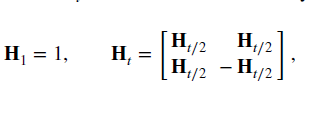 H₁ = 1, Hₜ = [ Hₜ/₂ Hₜ/₂
Hₜ/₂ − Hₜ/₂ ] ,